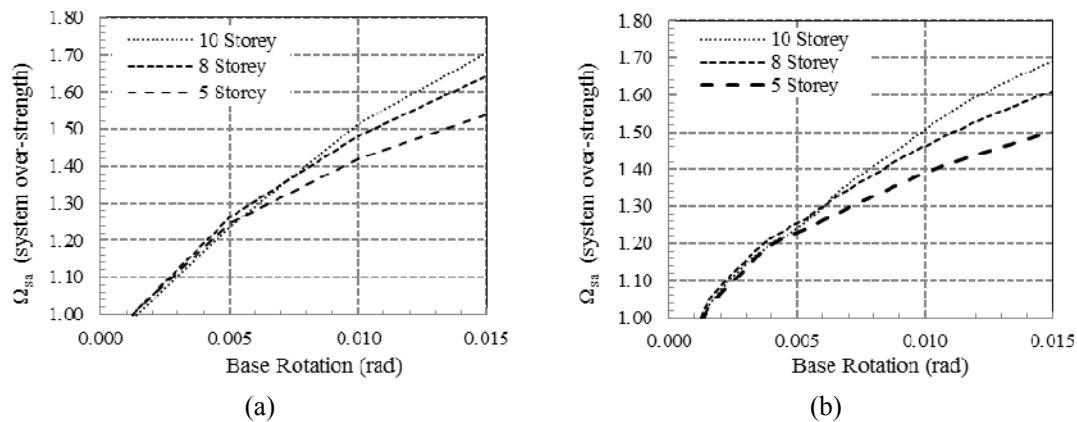 1.80
1.70
1.60
1.50
1.40
1.30
1.20
1.10
1.00
Ωsa (system over-strength)
10 Storey
8 Storey
5 Storey
0.000
0.005
0.010
0.015
Base Rotation (rad)
(a)
1.80
1.70
1.60
1.50
1.40
1.30
1.20
1.10
1.00
Ωsa (system over-strength)
10 Storey
8 Storey
5 Storey
0.000
0.005
0.010
0.015
Base Rotation (rad)
(b)